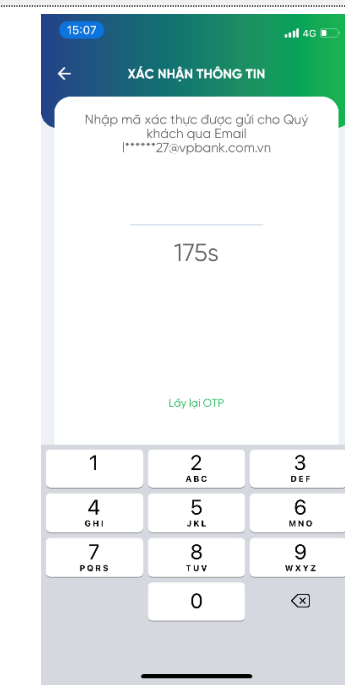 15:07
4G
XÁC NHẬN THÔNG TIN
Nhập mã xác thực được gửi cho Quý
khách qua Email
l******27@vpbank.com.vn
175s
Lấy lại OTP
1
2
ABC
3
DEF
4
GHI
5
JKL
6
MNO
7
PQRS
8
TUV
9
WXYZ
0